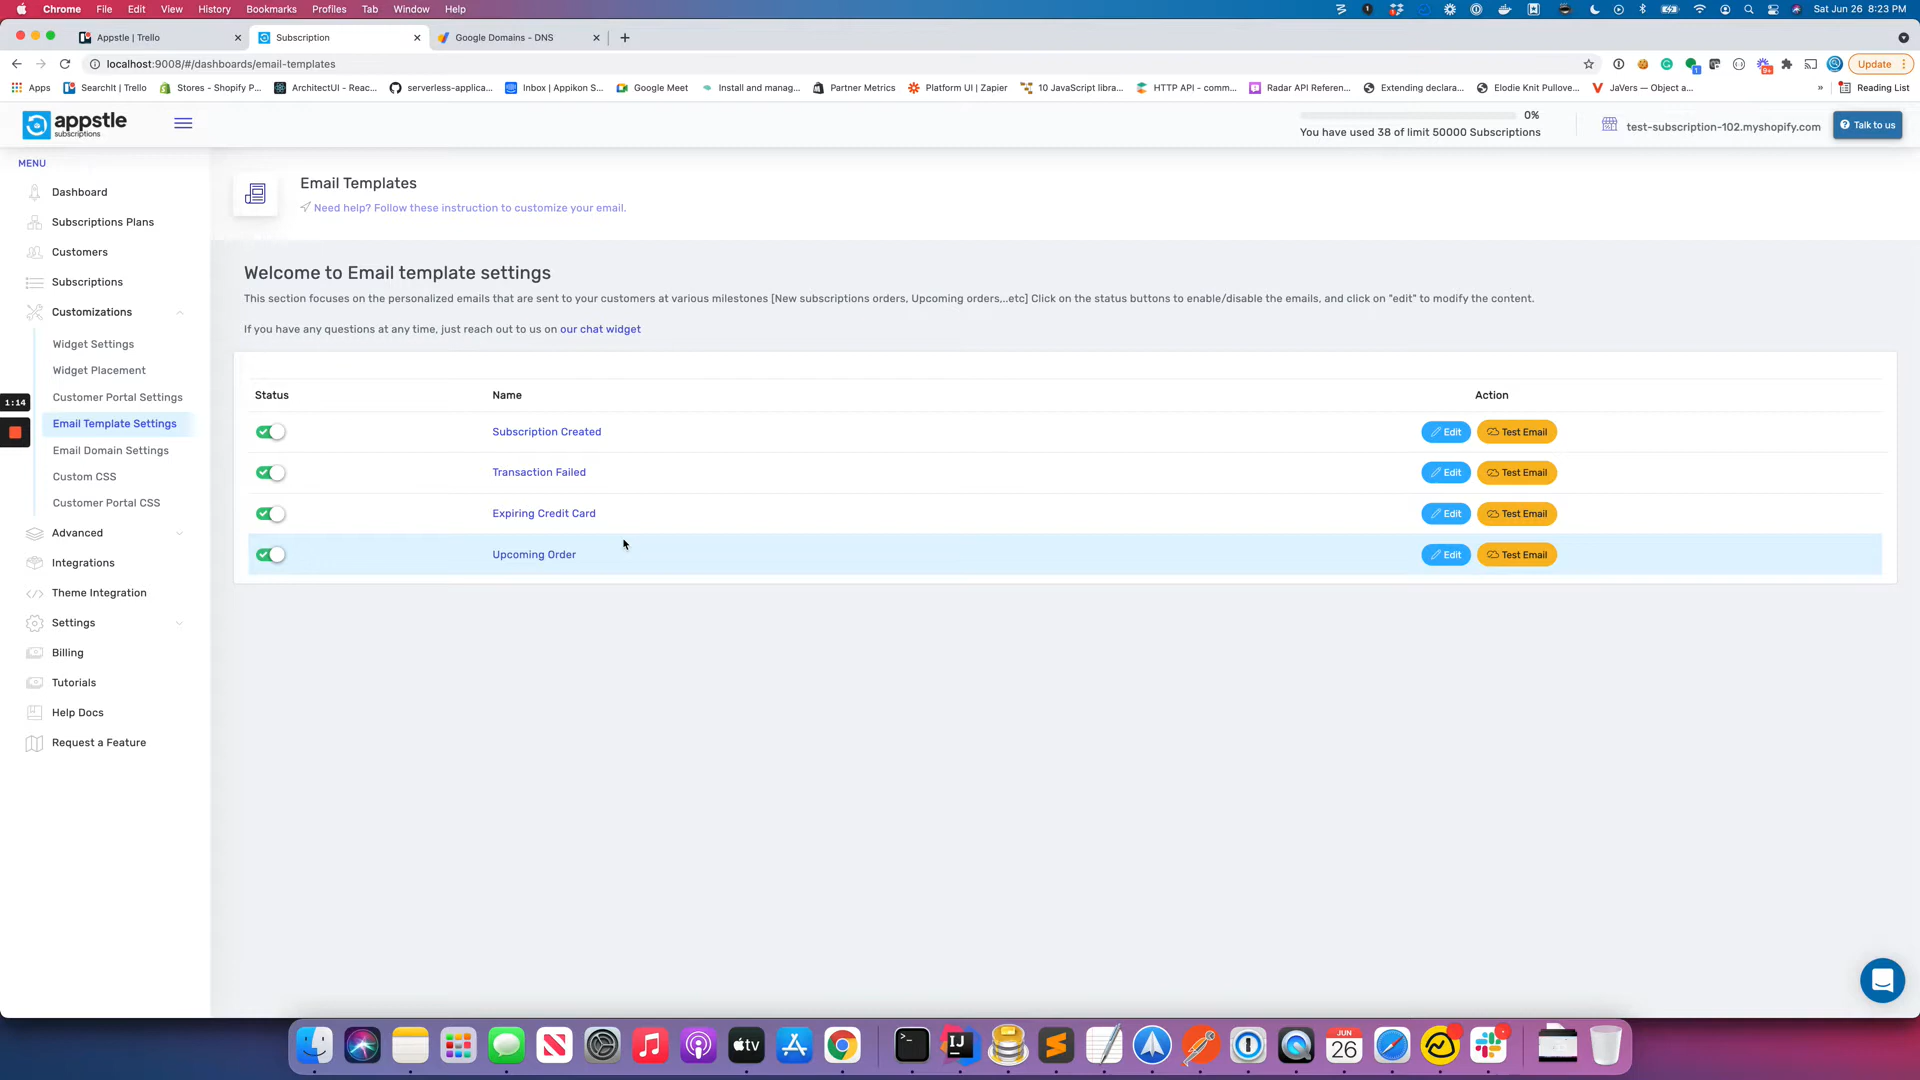 Chrome File Edit View History Bookmarks Profiles Tab Window Help
Sat Jun 26 8:23 PM
Appstle | Trello
Subscription
Google Domains - DNS
localhost:9008/#/dashboards/email-templates
Update
Apps
SearchIt | Trello
Stores - Shopify P...
ArchitectUI - Reac...
serverless-applica...
Inbox | Appikon S...
Google Meet
Install and manag...
Partner Metrics
Platform UI | Zapier
10 JavaScript libra...
HTTP API - comm...
Radar API Referen...
Extending declara...
Elodie Knit Pullove...
JaVers — Object a...
»
Reading List
appstle
subscriptions
0%
You have used 38 of limit 50000 Subscriptions
test-subscription-102.myshopify.com
Talk to us
MENU
Dashboard
Subscriptions Plans
Customers
Subscriptions
Customizations
Widget Settings
Widget Placement
Customer Portal Settings
Email Template Settings
Email Domain Settings
Custom CSS
Customer Portal CSS
Advanced
Integrations
Theme Integration
Settings
Billing
Tutorials
Help Docs
Request a Feature
1:14
Email Templates
Need help? Follow these instruction to customize your email.
Welcome to Email template settings
This section focuses on the personalized emails that are sent to your customers at various milestones [New subscriptions orders, Upcoming orders,..etc] Click on the status buttons to enable/disable the emails, and click on "edit" to modify the content.
If you have any questions at any time, just reach out to us on our chat widget
Status Name Action
Subscription Created Edit Test Email
Transaction Failed Edit Test Email
Expiring Credit Card Edit Test Email
Upcoming Order Edit Test Email
tv
IJ
JUN
26